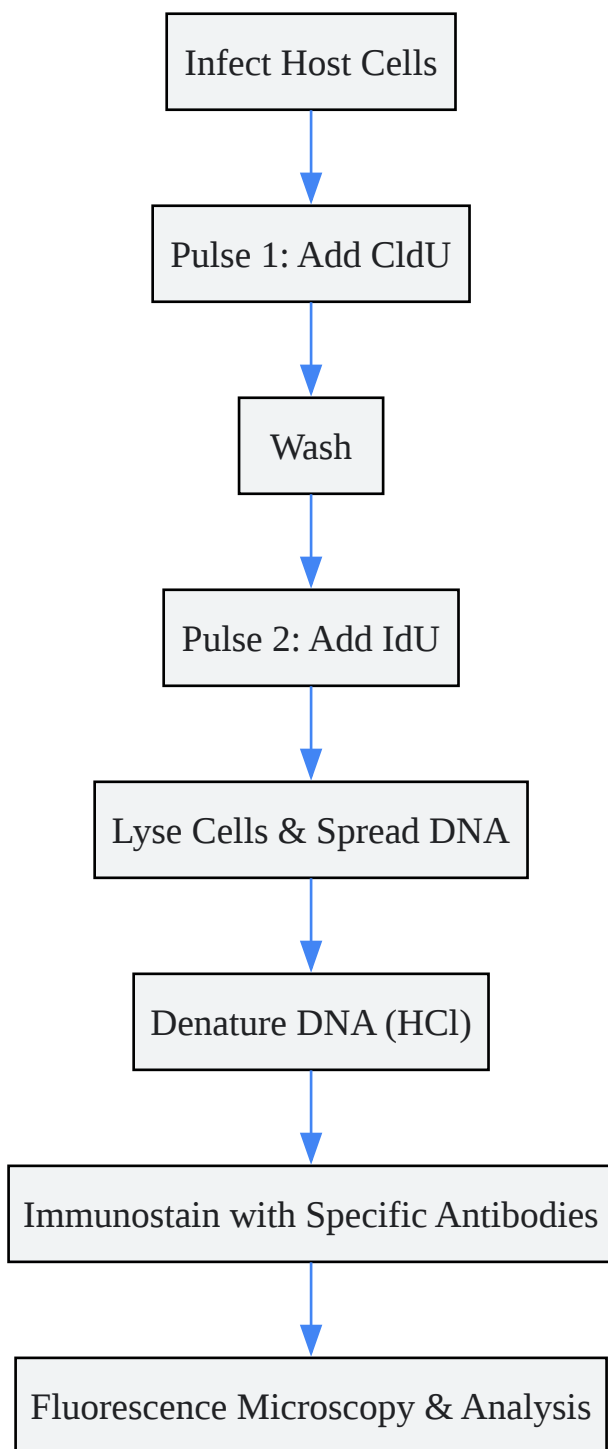 Infect Host Cells
Pulse 1: Add CldU
Wash
Pulse 2: Add IdU
Lyse Cells & Spread DNA
Denature DNA (HCl)
Immunostain with Specific Antibodies
Fluorescence Microscopy & Analysis